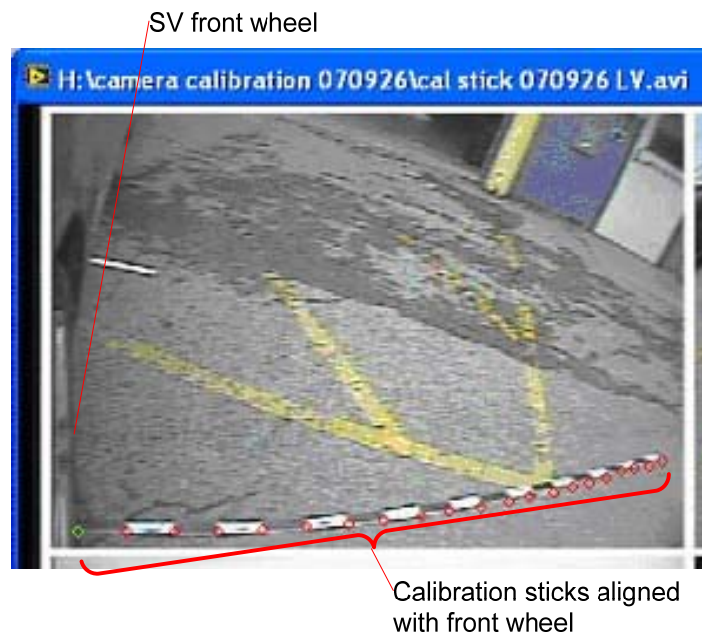 SV front wheel
H:\camera calibration 070926\cal stick 070926 LV.avi
Calibration sticks aligned
with front wheel